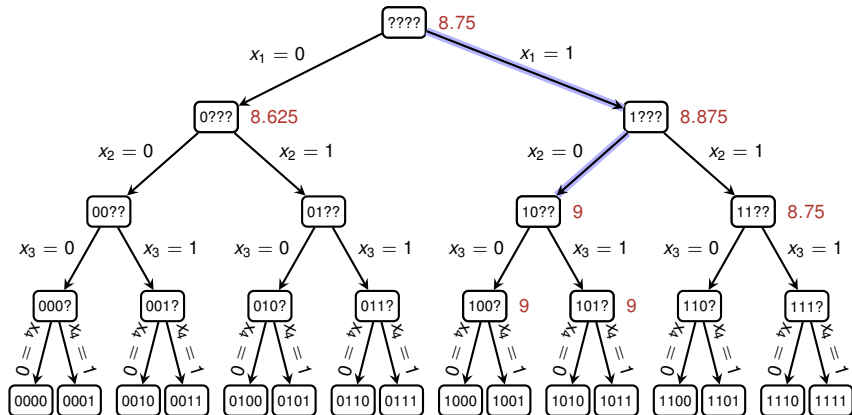 ???? 8.75
x₁ = 0 x₁ = 1
0??? 8.625 1??? 8.875
x₂ = 0 x₂ = 1 x₂ = 0 x₂ = 1
00?? 01?? 10?? 9 11?? 8.75
x₃ = 0 x₃ = 1 x₃ = 0 x₃ = 1 x₃ = 0 x₃ = 1 x₃ = 0 x₃ = 1
000? 001? 010? 011? 100? 9 101? 9 110? 111?
x₄ = 0 x₄ = 1 x₄ = 0 x₄ = 1 x₄ = 0 x₄ = 1 x₄ = 0 x₄ = 1 x₄ = 0 x₄ = 1 x₄ = 0 x₄ = 1 x₄ = 0 x₄ = 1 x₄ = 0 x₄ = 1
0000 0001 0010 0011 0100 0101 0110 0111 1000 1001 1010 1011 1100 1101 1110 1111